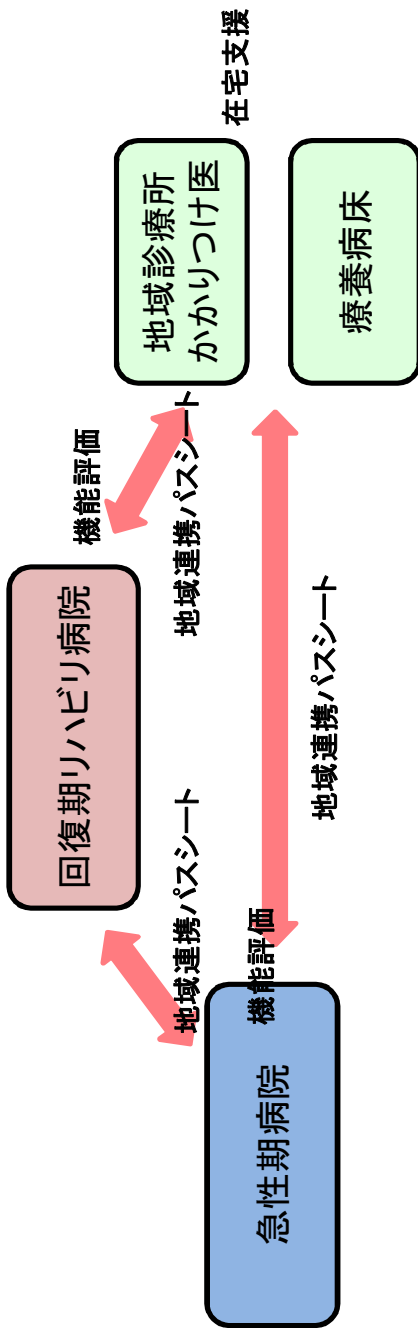 回復期リハビリ病院
機能評価
地域診療所
かかりつけ医
在宅支援
地域連携パスシート
地域連携パスシート
急性期病院
機能評価
地域連携パスシート
療養病床